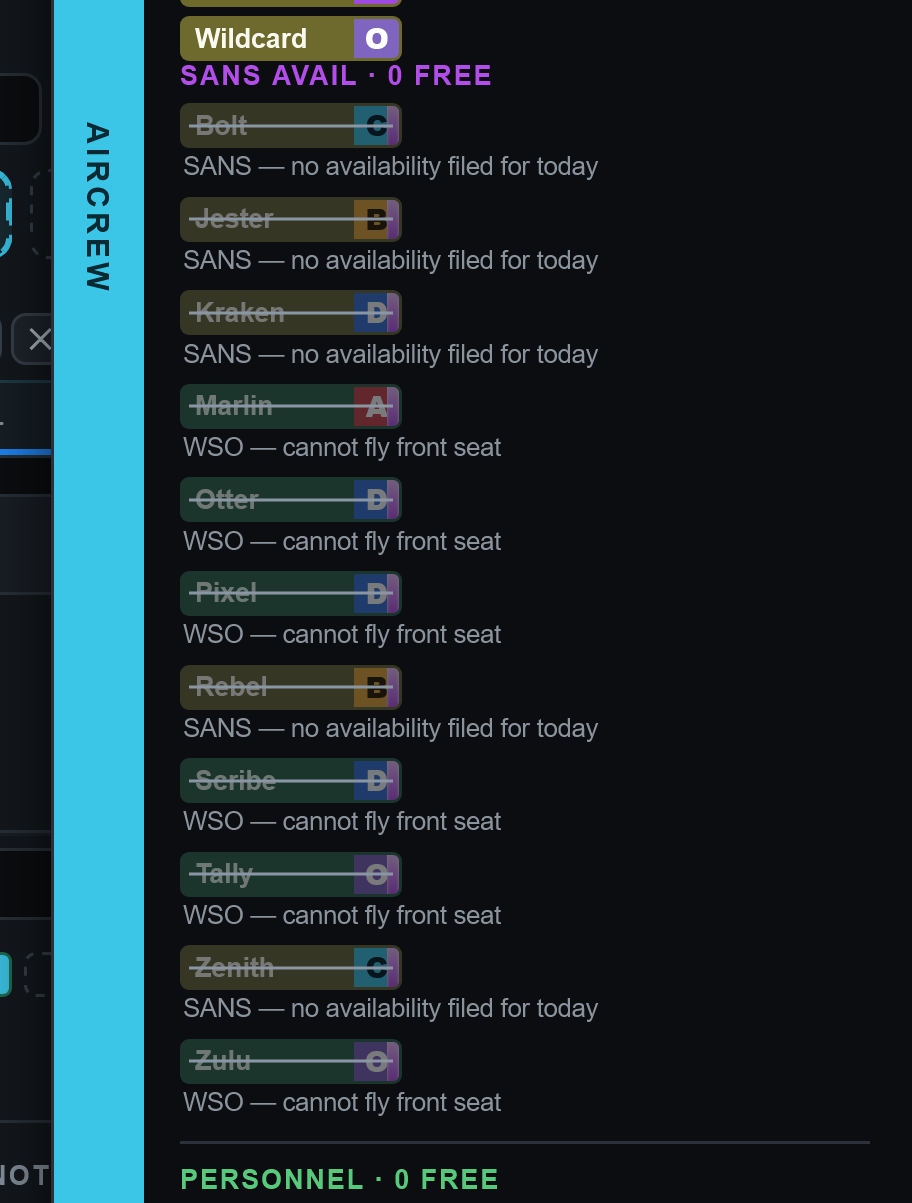 Wildcard O
SANS AVAIL · 0 FREE
AIRCREW
Bolt C
SANS — no availability filed for today
Jester B
SANS — no availability filed for today
Kraken D
SANS — no availability filed for today
Marlin A
WSO — cannot fly front seat
Otter D
WSO — cannot fly front seat
Pixel D
WSO — cannot fly front seat
Rebel B
SANS — no availability filed for today
Scribe D
WSO — cannot fly front seat
Tally O
WSO — cannot fly front seat
Zenith C
SANS — no availability filed for today
Zulu O
WSO — cannot fly front seat
NOT
PERSONNEL · 0 FREE